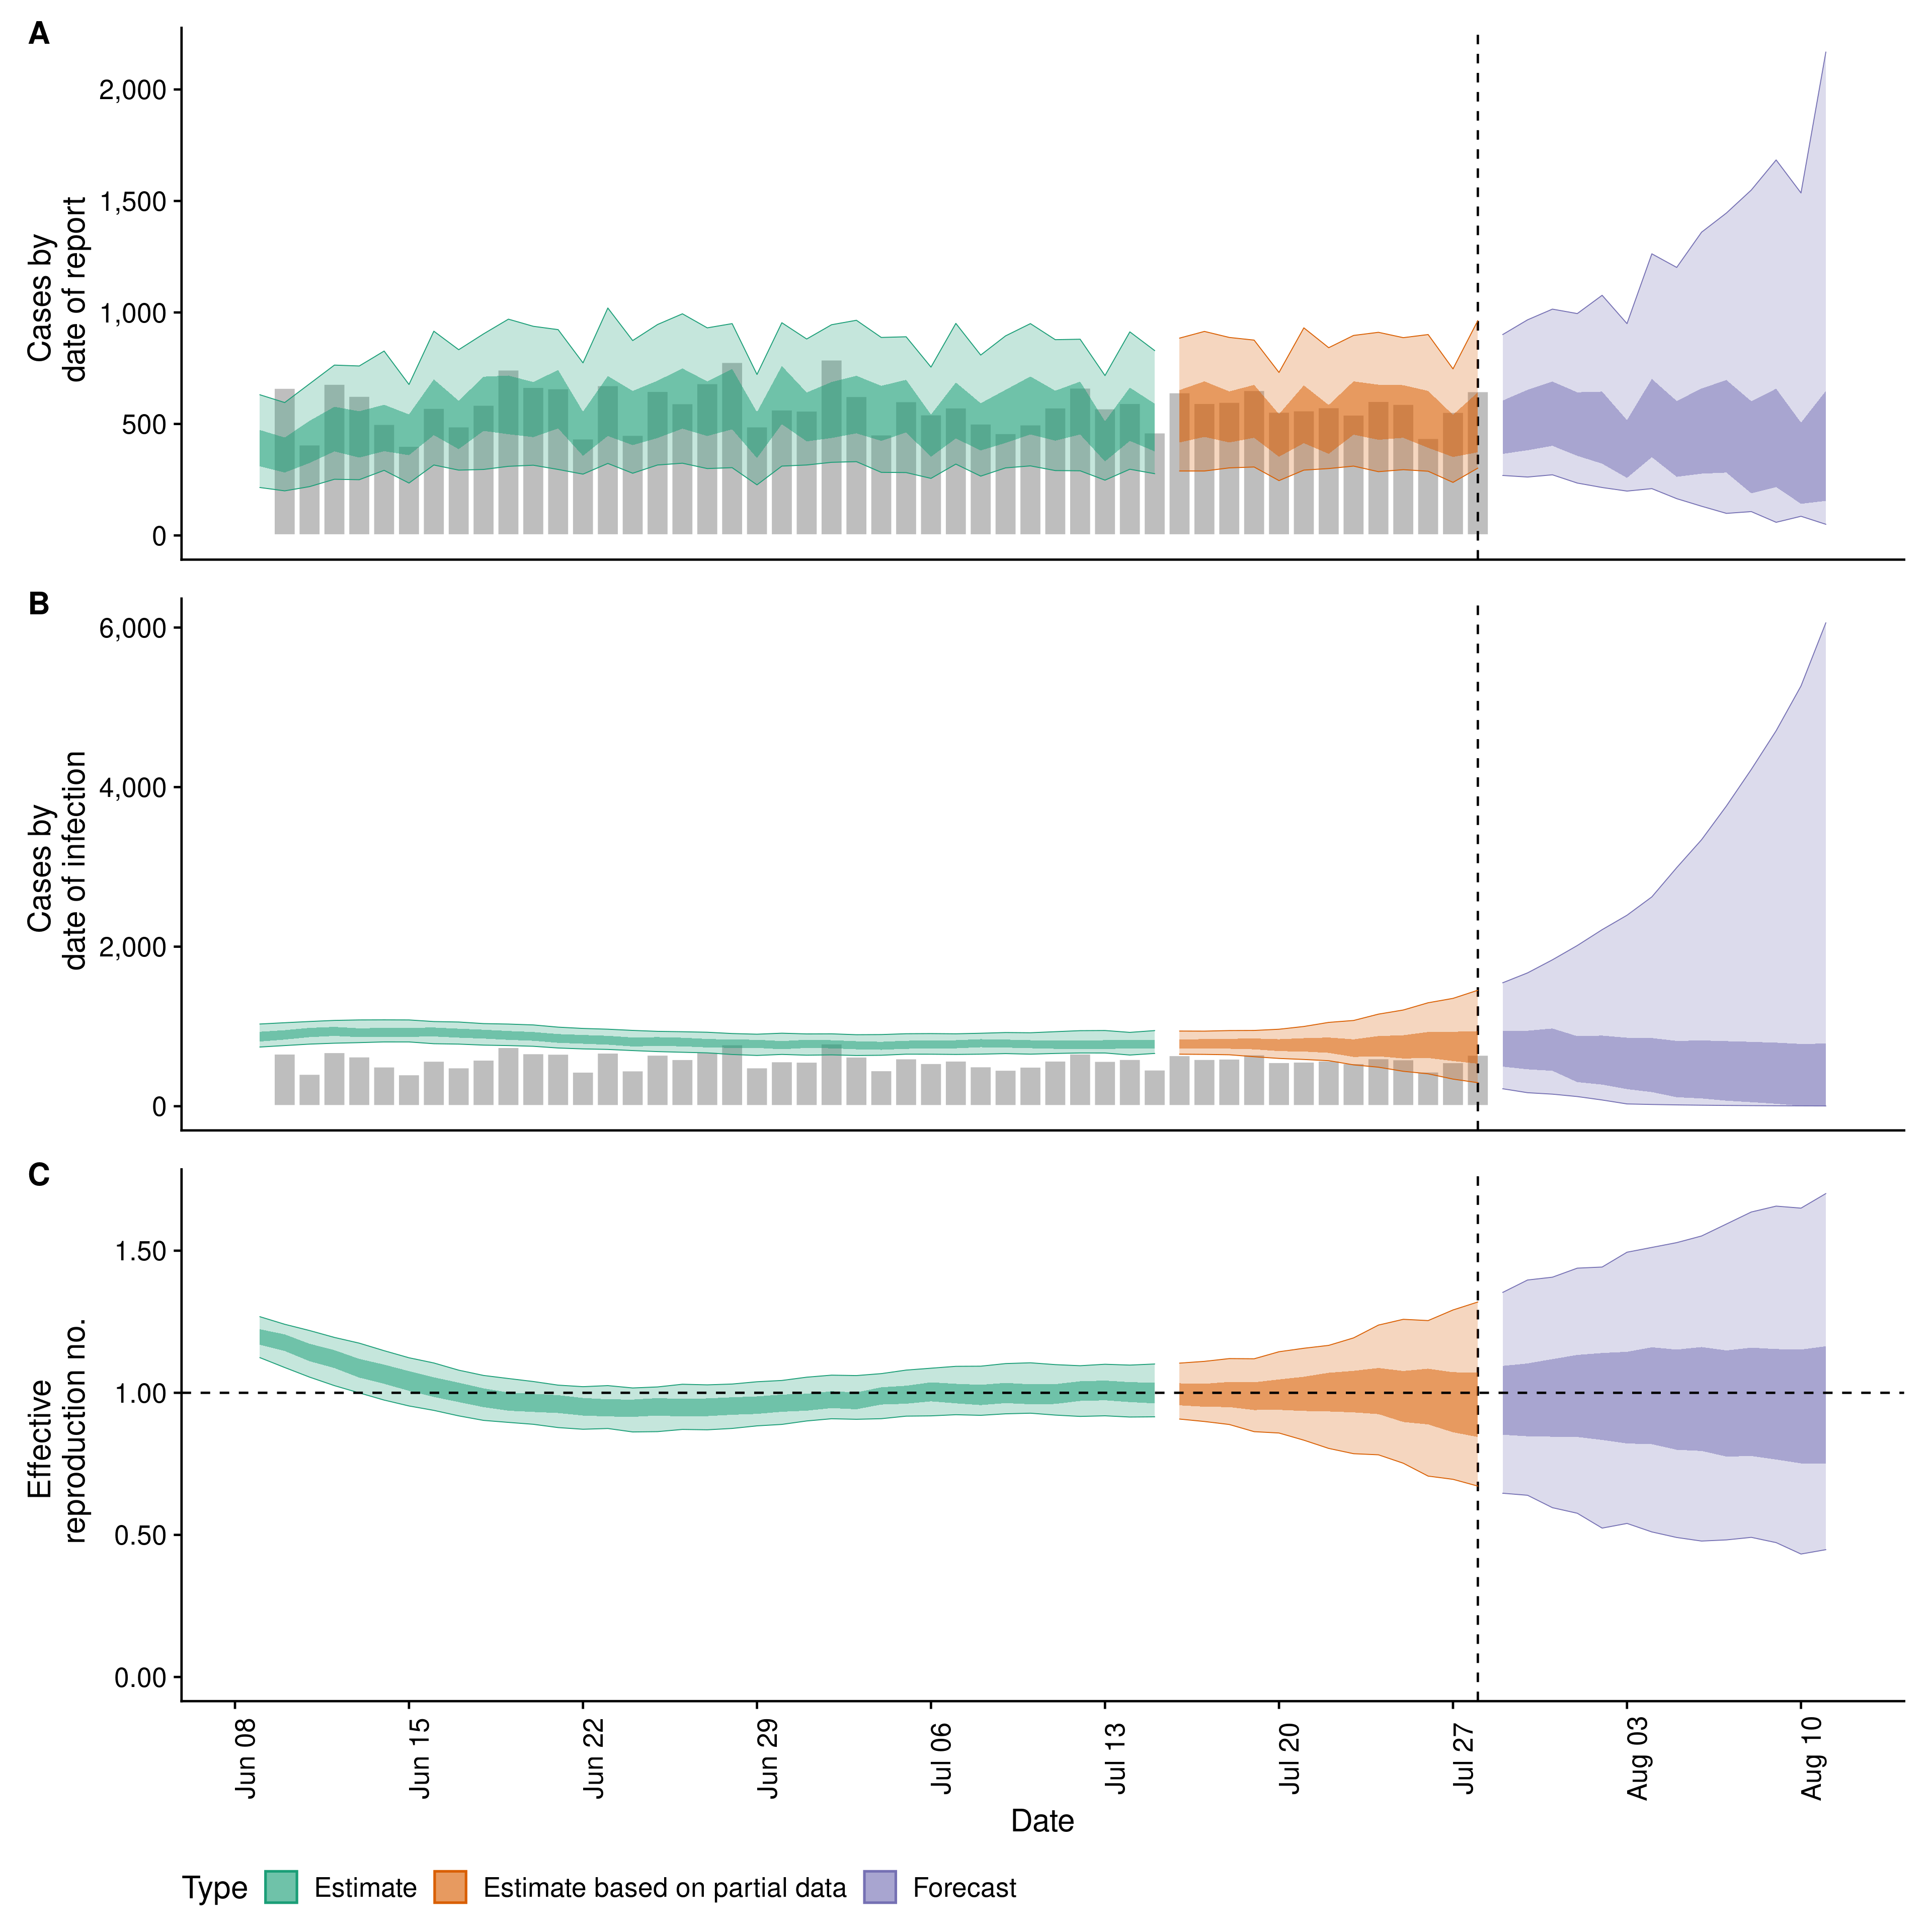 A
2,000
1,500
1,000
500
0
Cases by
date of report
B
6,000
4,000
2,000
0
Cases by
date of infection
C
1.50
1.00
0.50
0.00
Effective
reproduction no.
Jun 08
Jun 15
Jun 22
Jun 29
Jul 06
Jul 13
Jul 20
Jul 27
Aug 03
Aug 10
Date
Type Estimate Estimate based on partial data Forecast